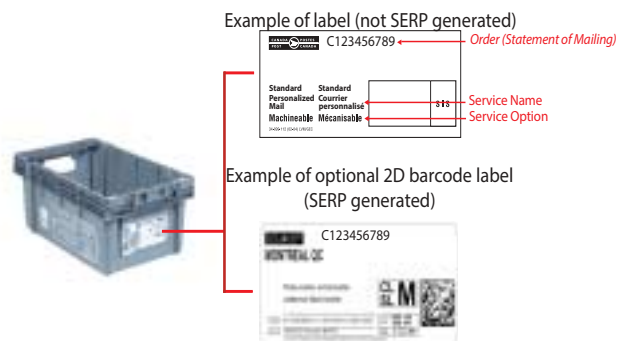 Example of label (not SERP generated)
CANADA POSTES
POST CANADA
C123456789
Order (Statement of Mailing)
Standard Standard
Personalized Courrier
Mail personnalisé
Machineable Mécanisable
SIS
Service Name
Service Option
Example of optional 2D barcode label
(SERP generated)
C123456789
MONTREAL QC
M